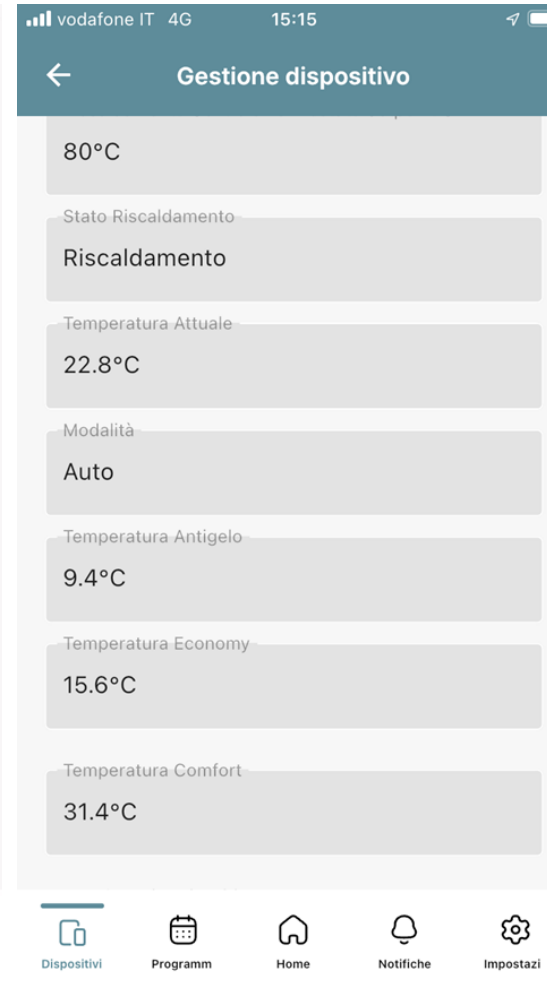 vodafone IT 4G 15:15
Gestione dispositivo
80°C
Stato Riscaldamento
Riscaldamento
Temperatura Attuale
22.8°C
Modalità
Auto
Temperatura Antigelo
9.4°C
Temperatura Economy
15.6°C
Temperatura Comfort
31.4°C
Dispositivi Programm Home Notifiche Impostazi